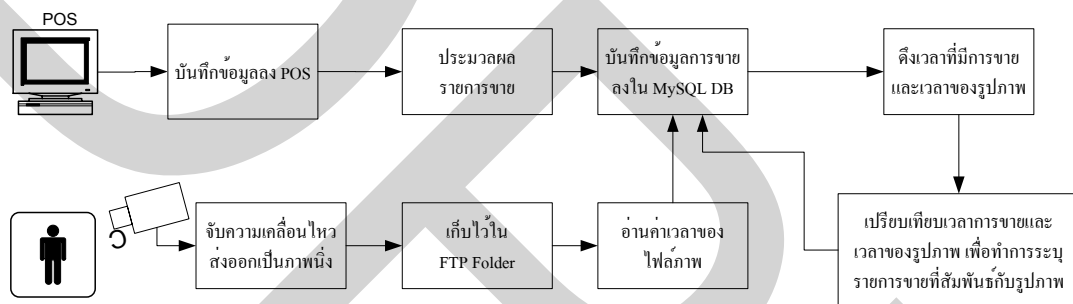 POS
บันทึกข้อมูลลง POS
ประมวลผล
รายการขาย
บันทึกข้อมูลการขาย
ลงใน MySQL DB
ดึงเวลาที่มีการขาย
และเวลาของรูปภาพ
จับความเคลื่อนไหว
ส่งออกเป็นภาพนิ่ง
เก็บไว้ใน
FTP Folder
อ่านค่าเวลาของ
ไฟล์ภาพ
เปรียบเทียบเวลาการขายและ
เวลาของรูปภาพ เพื่อทำการระบุ
รายการขายที่สัมพันธ์กับรูปภาพ